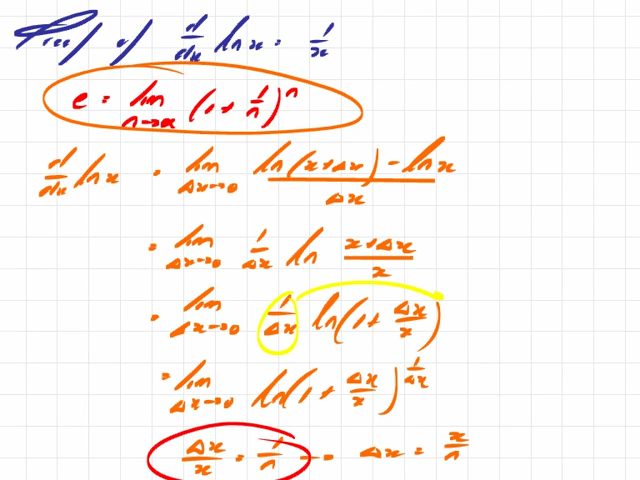 Proof of d/dx ln x = 1/x
e = lim n→∞ (1 + 1/n)^n
d/dx ln x = lim Δx→0 (ln(x+Δx) - ln x)/Δx
= lim Δx→0 1/Δx ln (x+Δx)/x
= lim Δx→0 1/Δx ln(1 + Δx/x)
= lim Δx→0 ln(1 + Δx/x)^(1/Δx)
Δx/x = 1/n → Δx = x/n